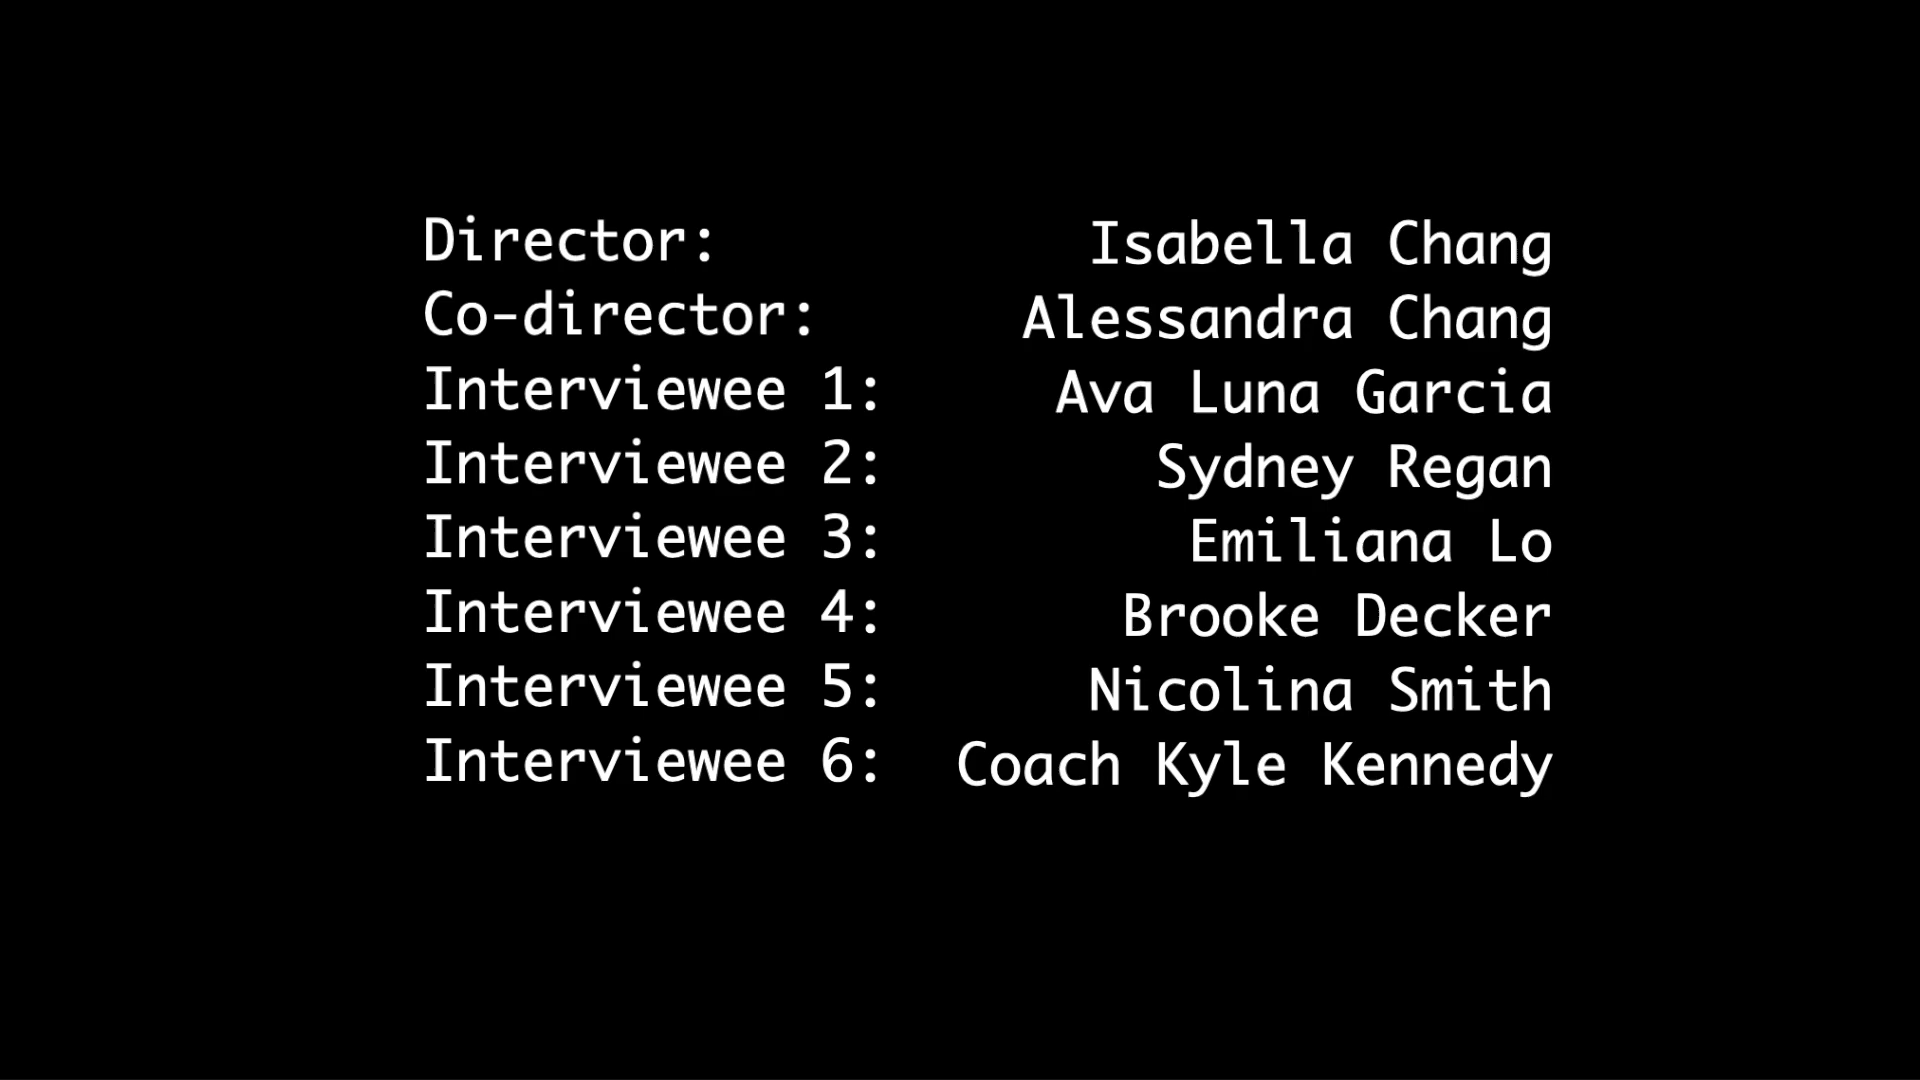 Director: Isabella Chang
Co-director: Alessandra Chang
Interviewee 1: Ava Luna Garcia
Interviewee 2: Sydney Regan
Interviewee 3: Emiliana Lo
Interviewee 4: Brooke Decker
Interviewee 5: Nicolina Smith
Interviewee 6: Coach Kyle Kennedy